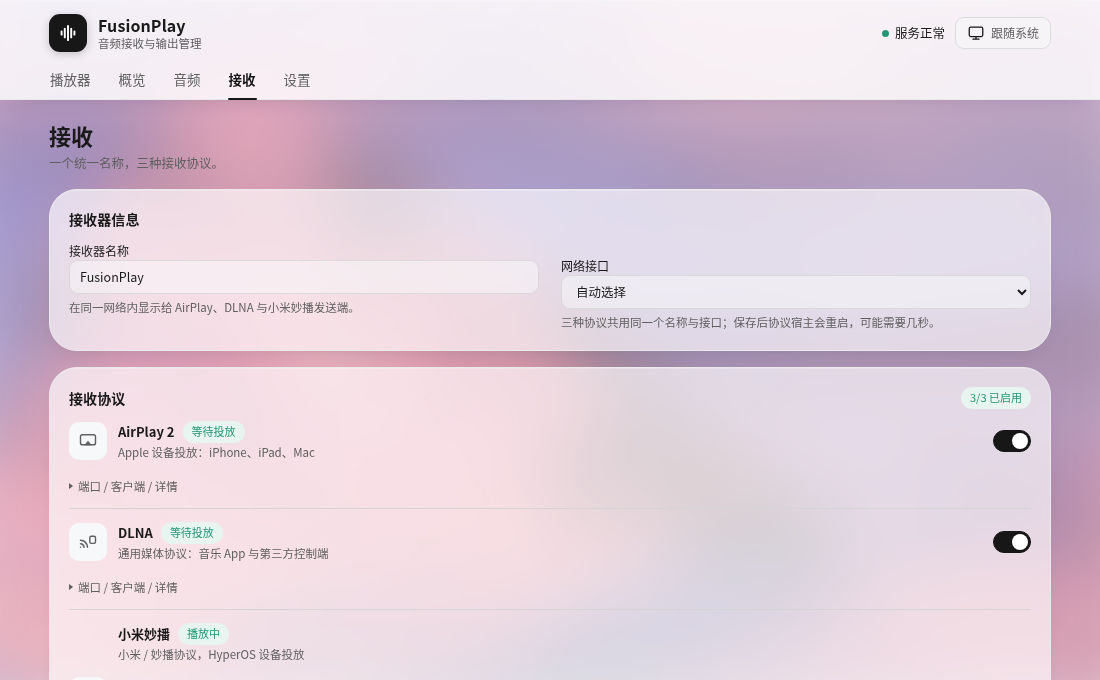 FusionPlay
音频接收与输出管理
服务正常
跟随系统
播放器
概览
音频
接收
设置
接收
一个统一名称，三种接收协议。
接收器信息
接收器名称
FusionPlay
在同一网络内显示给 AirPlay、DLNA 与小米妙播发送端。
网络接口
自动选择
三种协议共用同一个名称与接口；保存后协议宿主会重启，可能需要几秒。
接收协议
3/3 已启用
AirPlay 2 等待投放
Apple 设备投放：iPhone、iPad、Mac
端口 / 客户端 / 详情
DLNA 等待投放
通用媒体协议：音乐 App 与第三方控制端
端口 / 客户端 / 详情
小米妙播 播放中
小米 / 妙播协议，HyperOS 设备投放